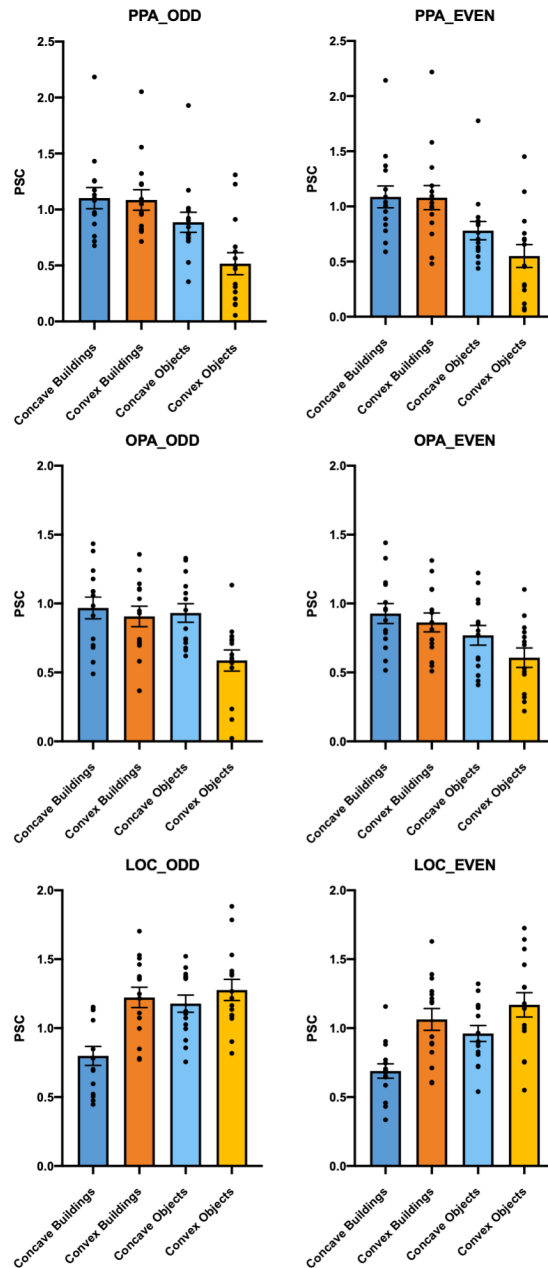 PPA_ODD
2.5
2.0
1.5
1.0
0.5
0.0
PSC
Concave Buildings
Convex Buildings
Concave Objects
Convex Objects
PPA_EVEN
2.5
2.0
1.5
1.0
0.5
0.0
PSC
Concave Buildings
Convex Buildings
Concave Objects
Convex Objects
OPA_ODD
2.0
1.5
1.0
0.5
0.0
PSC
Concave Buildings
Convex Buildings
Concave Objects
Convex Objects
OPA_EVEN
2.0
1.5
1.0
0.5
0.0
PSC
Concave Buildings
Convex Buildings
Concave Objects
Convex Objects
LOC_ODD
2.0
1.5
1.0
0.5
0.0
PSC
Concave Buildings
Convex Buildings
Concave Objects
Convex Objects
LOC_EVEN
2.0
1.5
1.0
0.5
0.0
PSC
Concave Buildings
Convex Buildings
Concave Objects
Convex Objects